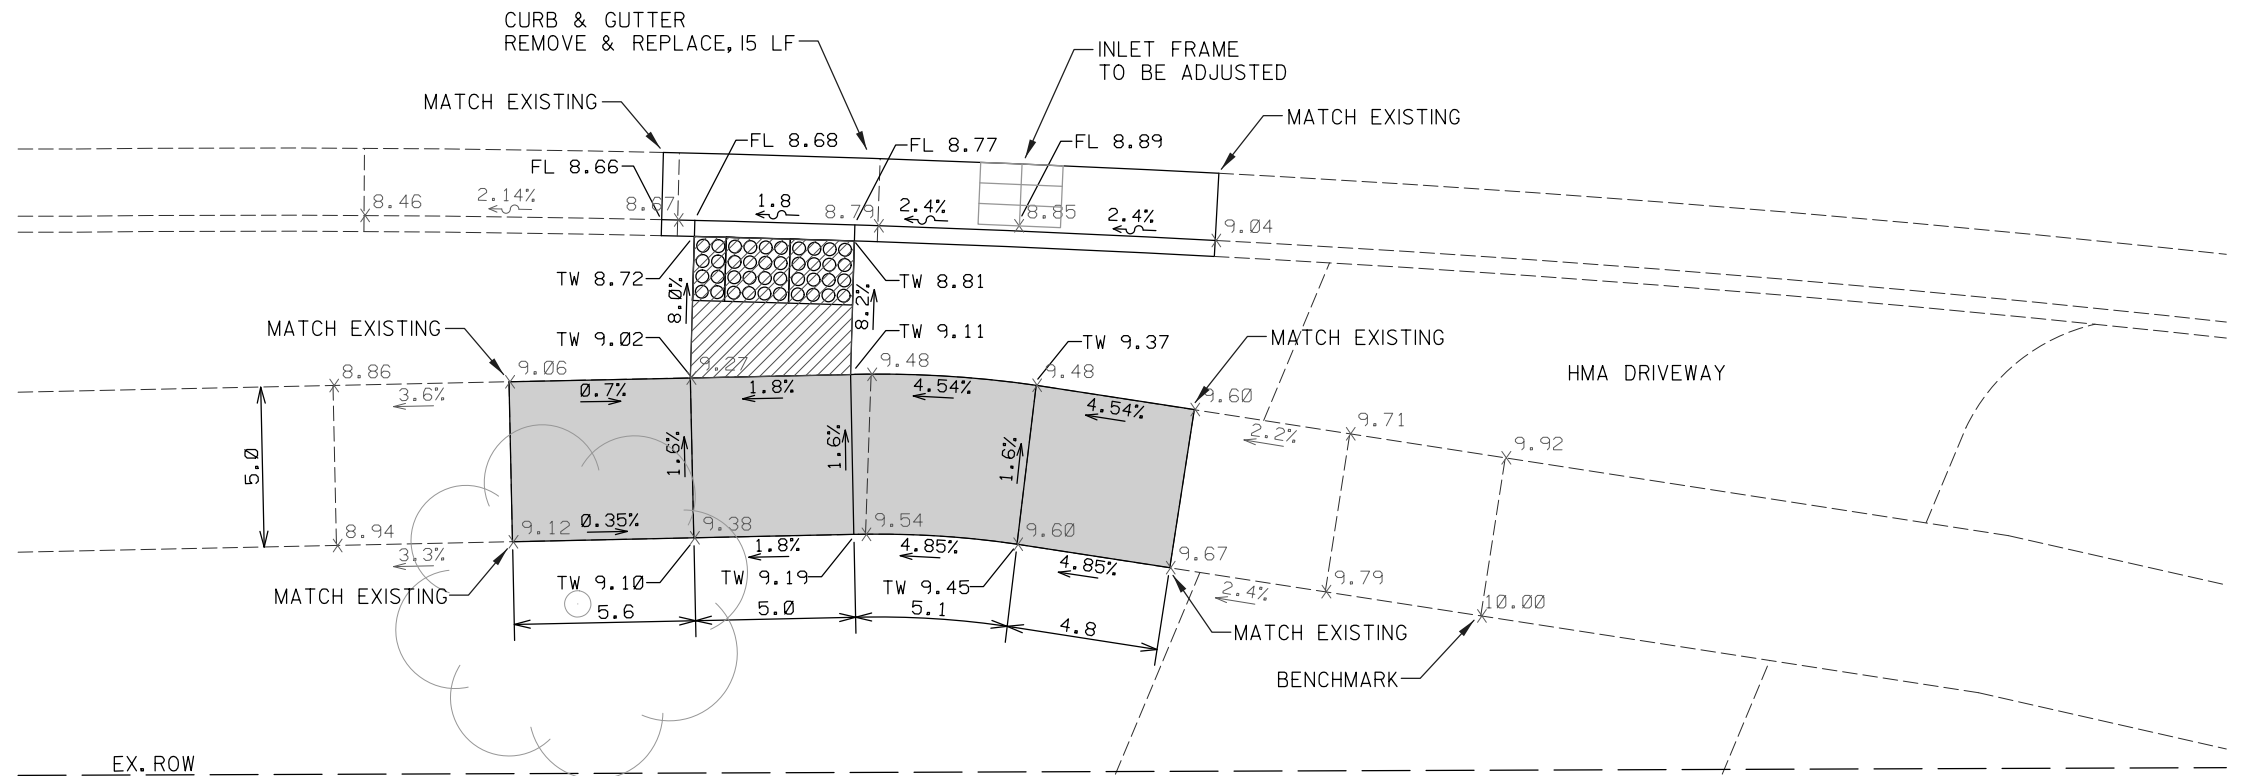 CURB & GUTTER
REMOVE & REPLACE, 15 LF
INLET FRAME
TO BE ADJUSTED
MATCH EXISTING
MATCH EXISTING
FL 8.68
FL 8.77
FL 8.89
FL 8.66
8.46
2.14%
8.67
1.8
8.79
2.4%
8.85
2.4%
9.04
TW 8.72
8.0%
8.2%
TW 8.81
MATCH EXISTING
TW 9.02
TW 9.11
TW 9.37
MATCH EXISTING
8.86
9.06
9.27
9.48
9.48
9.60
HMA DRIVEWAY
3.6%
0.7%
1.8%
4.54%
4.54%
2.2%
9.71
9.92
5.0
1.6%
1.6%
1.6%
8.94
9.12
0.35%
9.38
9.54
9.60
9.67
3.3%
1.8%
4.85%
4.85%
2.4%
9.79
10.00
MATCH EXISTING
TW 9.10
TW 9.19
TW 9.45
5.6
5.0
5.1
4.8
MATCH EXISTING
BENCHMARK
EX. ROW